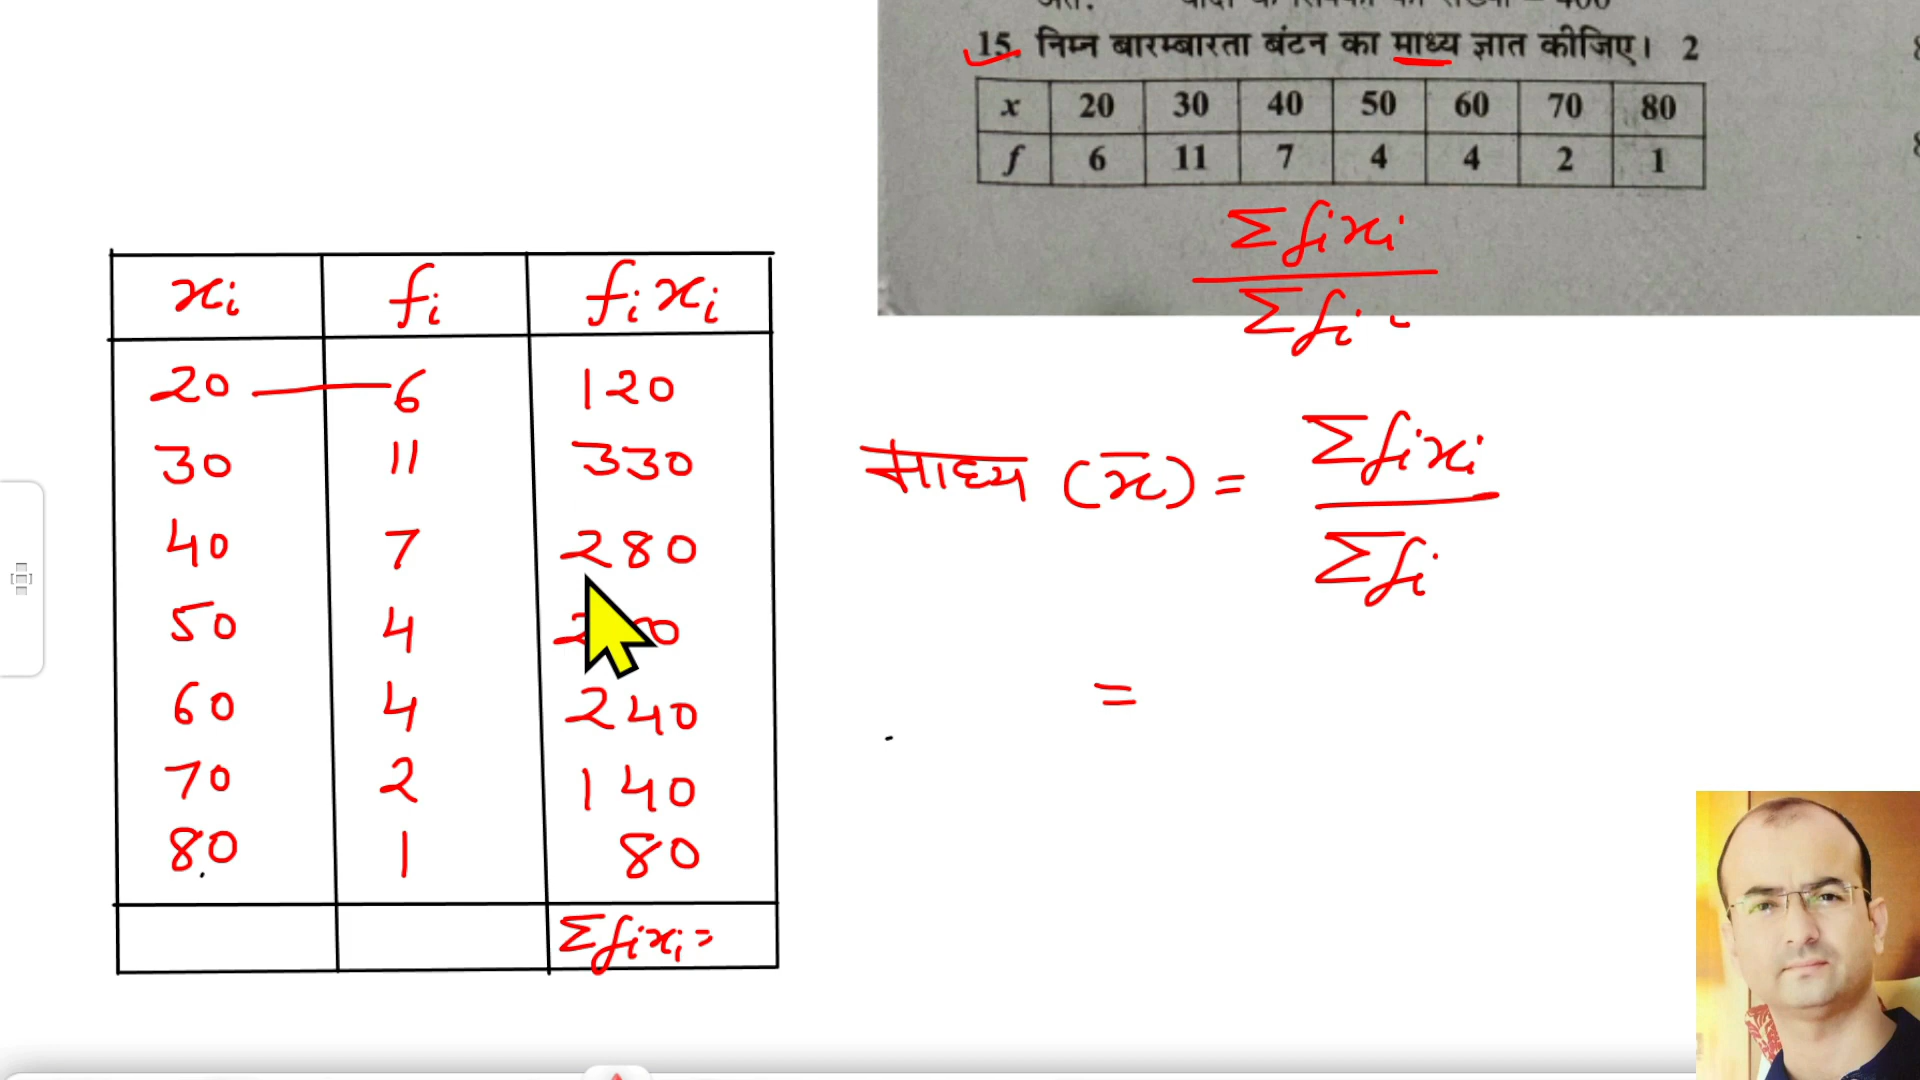 15. निम्न बारम्बारता बंटन का माध्य ज्ञात कीजिए। 2
x 20 30 40 50 60 70 80
f 6 11 7 4 4 2 1
Σfixi
Σfi
xi fi fixi
20 6 120
30 11 330
40 7 280
50 4
60 4 240
70 2 140
80 1 80
Σfixi=
माध्य (x̄) = Σfixi
Σfi
=